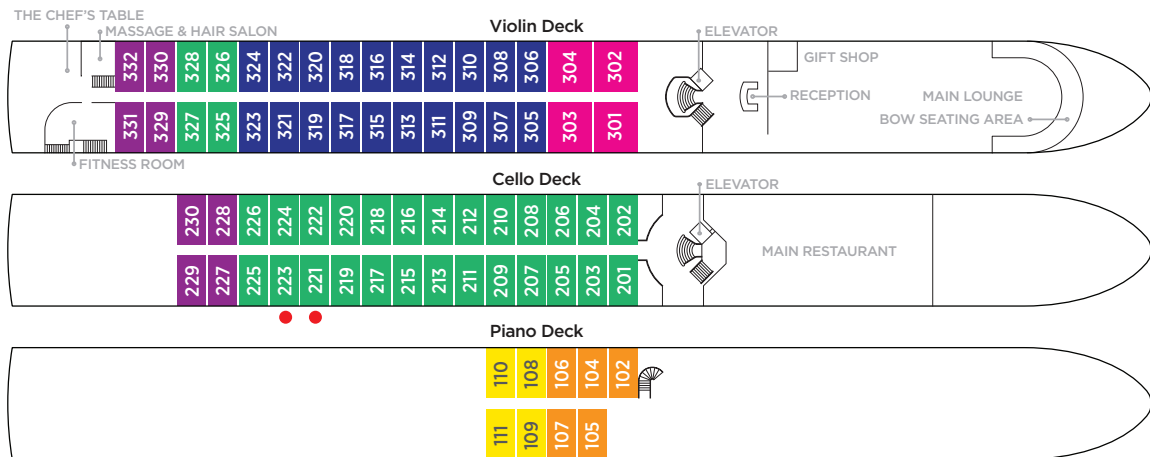 THE CHEF'S TABLE
MASSAGE & HAIR SALON
Violin Deck
ELEVATOR
332 330 328 326 324 322 320 318 316 314 312 310 308 306 304 302
GIFT SHOP
RECEPTION
MAIN LOUNGE
BOW SEATING AREA
331 329 327 325 323 321 319 317 315 313 311 309 307 305 303 301
FITNESS ROOM
Cello Deck
ELEVATOR
230 228 226 224 222 220 218 216 214 212 210 208 206 204 202
MAIN RESTAURANT
229 227 225 223 221 219 217 215 213 211 209 207 205 203 201
Piano Deck
110 108 106 104 102
111 109 107 105